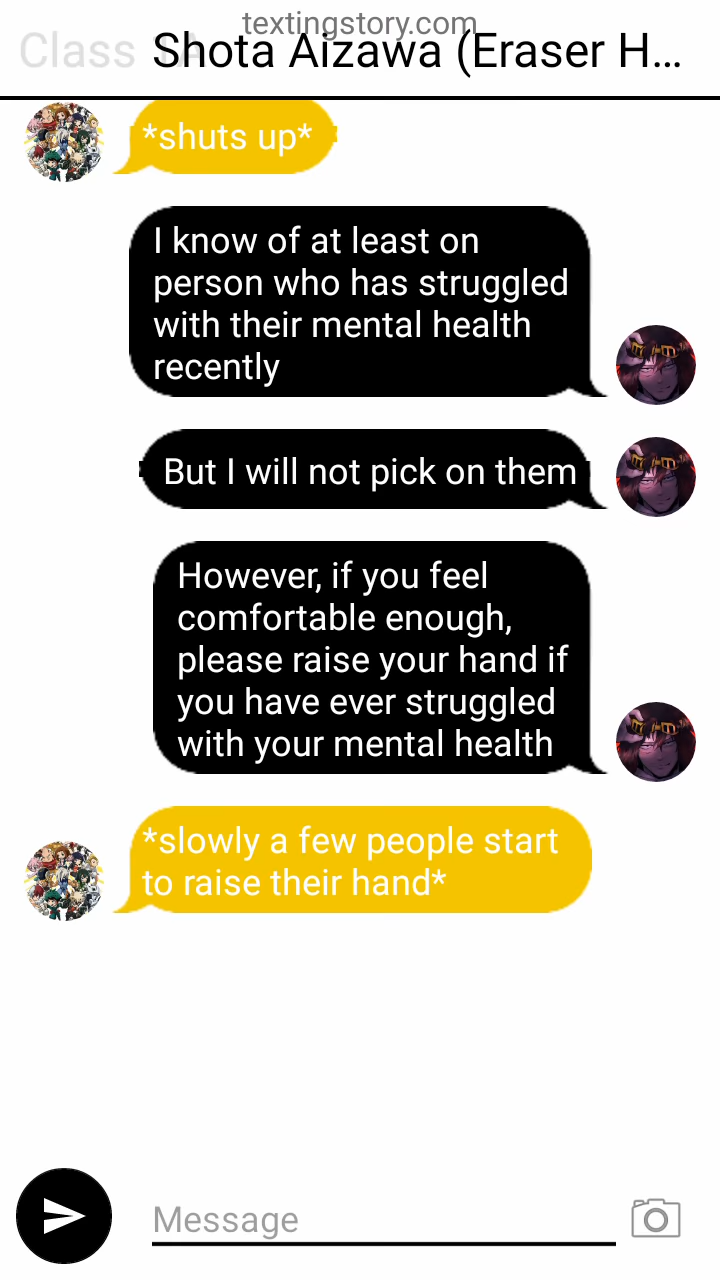 textingstory.com
Class 1A Shota Aizawa (Eraser H...
*shuts up*
I know of at least on
person who has struggled
with their mental health
recently
But I will not pick on them
However, if you feel
comfortable enough,
please raise your hand if
you have ever struggled
with your mental health
*slowly a few people start
to raise their hand*
Message